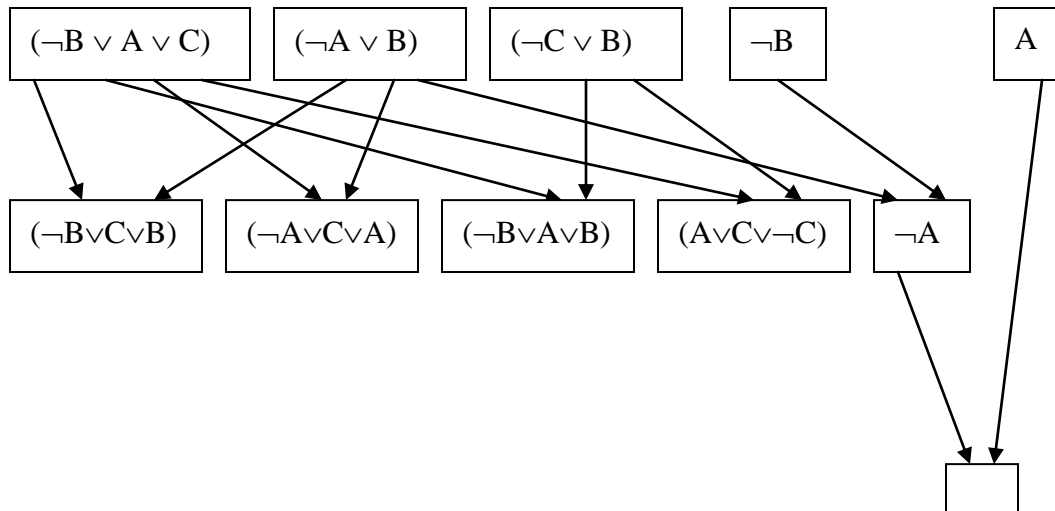 (¬B ∨ A ∨ C) (¬A ∨ B) (¬C ∨ B) ¬B A
(¬B∨C∨B) (¬A∨C∨A) (¬B∨A∨B) (A∨C∨¬C) ¬A